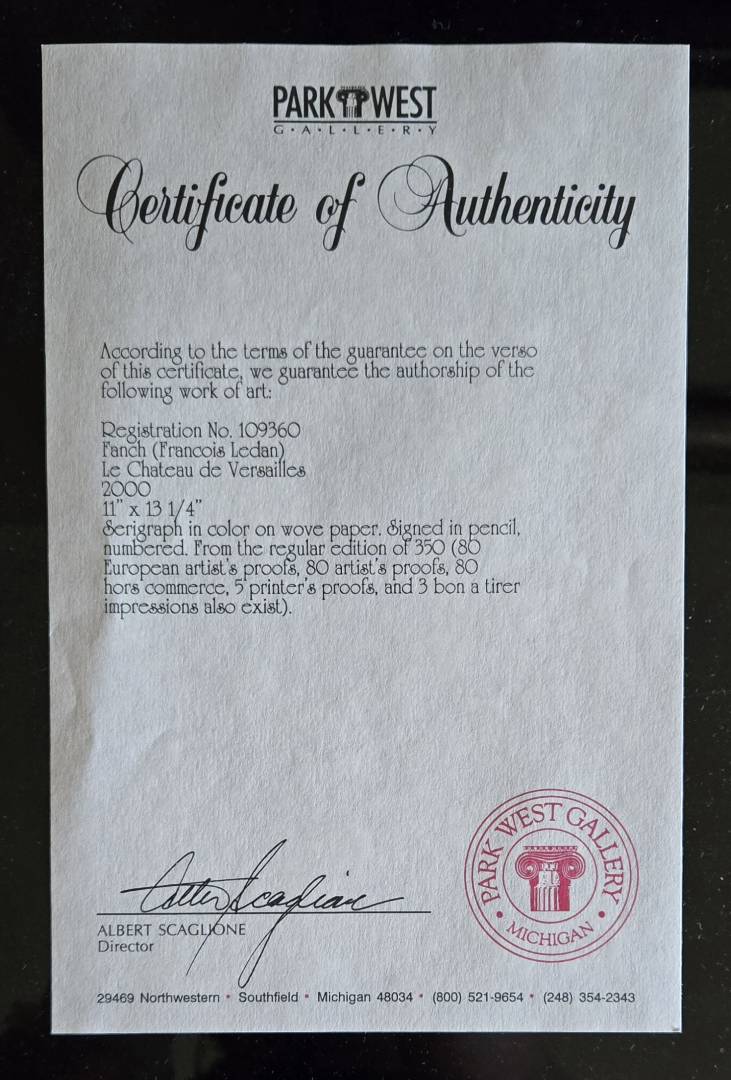 PARK WEST
G·A·L·L·E·R·Y
Certificate of Authenticity
According to the terms of the guarantee on the verso
of this certificate, we guarantee the authorship of the
following work of art:
Registration No. 109360
Fanch (Francois Ledan)
Le Chateau de Versailles
2000
11" x 13 1/4"
Serigraph in color on wove paper. Signed in pencil,
numbered. From the regular edition of 350 (80
European artist's proofs, 80 artist's proofs, 80
hors commerce, 5 printer's proofs, and 3 bon a tirer
impressions also exist).
ALBERT SCAGLIONE
Director
PARK WEST GALLERY
• MICHIGAN •
29469 Northwestern • Southfield • Michigan 48034 • (800) 521-9654 • (248) 354-2343